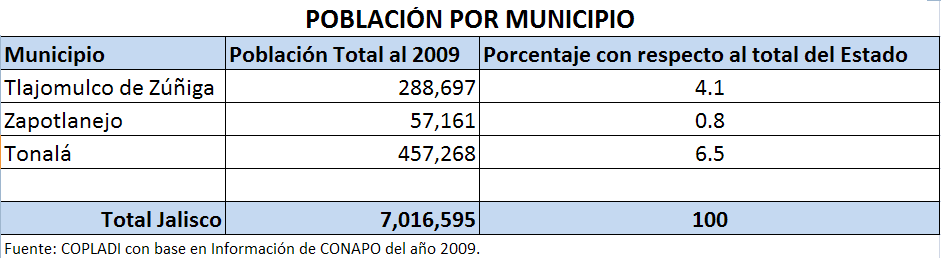 POBLACIÓN POR MUNICIPIO
Municipio Población Total al 2009 Porcentaje con respecto al total del Estado
Tlajomulco de Zúñiga 288,697 4.1
Zapotlanejo 57,161 0.8
Tonalá 457,268 6.5
Total Jalisco 7,016,595 100
Fuente: COPLADI con base en Información de CONAPO del año 2009.